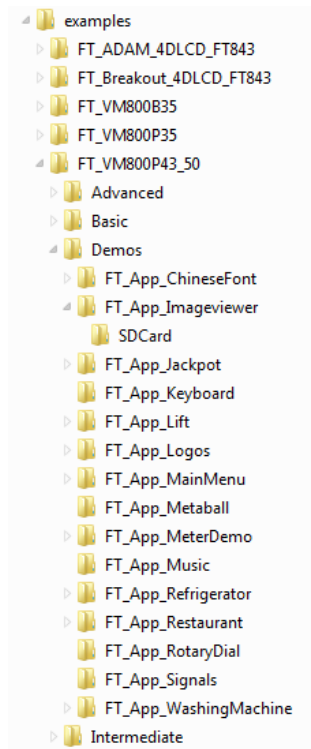 examples
FT_ADAM_4DLCD_FT843
FT_Breakout_4DLCD_FT843
FT_VM800B35
FT_VM800P35
FT_VM800P43_50
Advanced
Basic
Demos
FT_App_ChineseFont
FT_App_Imageviewer
SDCard
FT_App_Jackpot
FT_App_Keyboard
FT_App_Lift
FT_App_Logos
FT_App_MainMenu
FT_App_Metaball
FT_App_MeterDemo
FT_App_Music
FT_App_Refrigerator
FT_App_Restaurant
FT_App_RotaryDial
FT_App_Signals
FT_App_WashingMachine
Intermediate